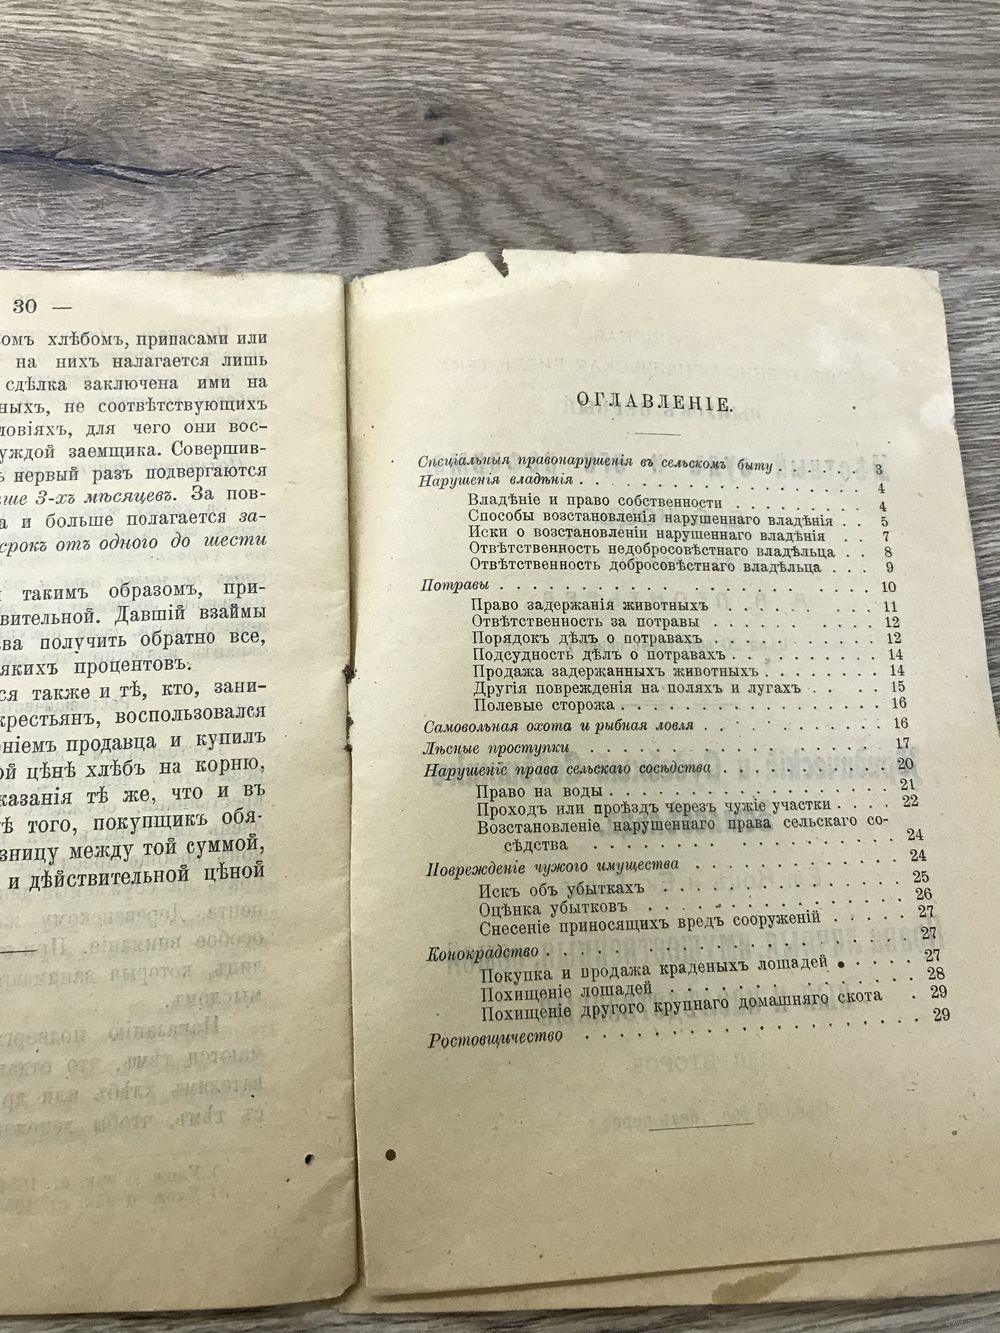 30 —
омъ хлѣбомъ, припасами или
на нихъ налагается лишь
сдѣлка заключена ими на
ныхъ, не соотвѣтствующихъ
ловіяхъ, для чего они вос-
уждой заемщика. Совершив-
ь первый разъ подвергаются
ше 3-хъ мѣсяцевъ. За пов-
а и больше полагается за-
срокъ отъ одного до шести
такимъ образомъ, при-
вительной. Давшій взаймы
ва получить обратно все,
якихъ процентовъ.
ся также и тѣ, кто, зани-
крестьян, воспользовался
ніемъ продавца и купилъ
ой цѣнѣ хлѣбъ на корню,
казанія тѣ же, что и въ
ѣ того, покупщикъ обя-
зницу между той суммой,
и дѣйствительной цѣной
ОГЛАВЛЕНІЕ.
Спеціальныя правонарушенія въ сельскомъ быту . . . . . 3
Нарушенія владѣнія . . . . . . . . . . . . . . . . . 4
Владѣніе и право собственности . . . . . . . . . 4
Способы возстановленія нарушеннаго владѣнія . . 5
Иски о возстановленіи нарушеннаго владѣнія . . 7
Отвѣтственность недобросовѣстнаго владѣльца . . 8
Отвѣтственность добросовѣстнаго владѣльца . . . 9
Потравы . . . . . . . . . . . . . . . . . . . . . . 10
Право задержанія животныхъ . . . . . . . . . . 11
Отвѣтственность за потравы . . . . . . . . . . 12
Порядокъ дѣлъ о потравахъ . . . . . . . . . . 12
Подсудность дѣлъ о потравахъ . . . . . . . . . 14
Продажа задержанныхъ животныхъ . . . . . . . 14
Другія поврежденія на поляхъ и лугахъ . . . . 15
Полевые сторожа . . . . . . . . . . . . . . . 16
Самовольная охота и рыбная ловля . . . . . . . . . . 16
Лѣсные проступки . . . . . . . . . . . . . . . . . . 17
Нарушеніе права сельскаго сосѣдства . . . . . . . . . 20
Право на воды . . . . . . . . . . . . . . . . 21
Проходъ или проѣздъ черезъ чужіе участки . . . . 22
Возстановленіе нарушеннаго права сельскаго со-
сѣдства . . . . . . . . . . . . . . . . . . 24
Поврежденіе чужого имущества . . . . . . . . . . . . 24
Искъ объ убыткахъ . . . . . . . . . . . . . . 25
Оцѣнка убытковъ . . . . . . . . . . . . . . . 26
Снесеніе приносящихъ вредъ сооруженій . . . . . 27
Конокрадство . . . . . . . . . . . . . . . . . . . . 27
Покупка и продажа краденыхъ лошадей . . . . . 27
Похищеніе лошадей . . . . . . . . . . . . . . 28
Похищеніе другого крупнаго домашняго скота . . 29
Ростовщичество . . . . . . . . . . . . . . . . . . . 29